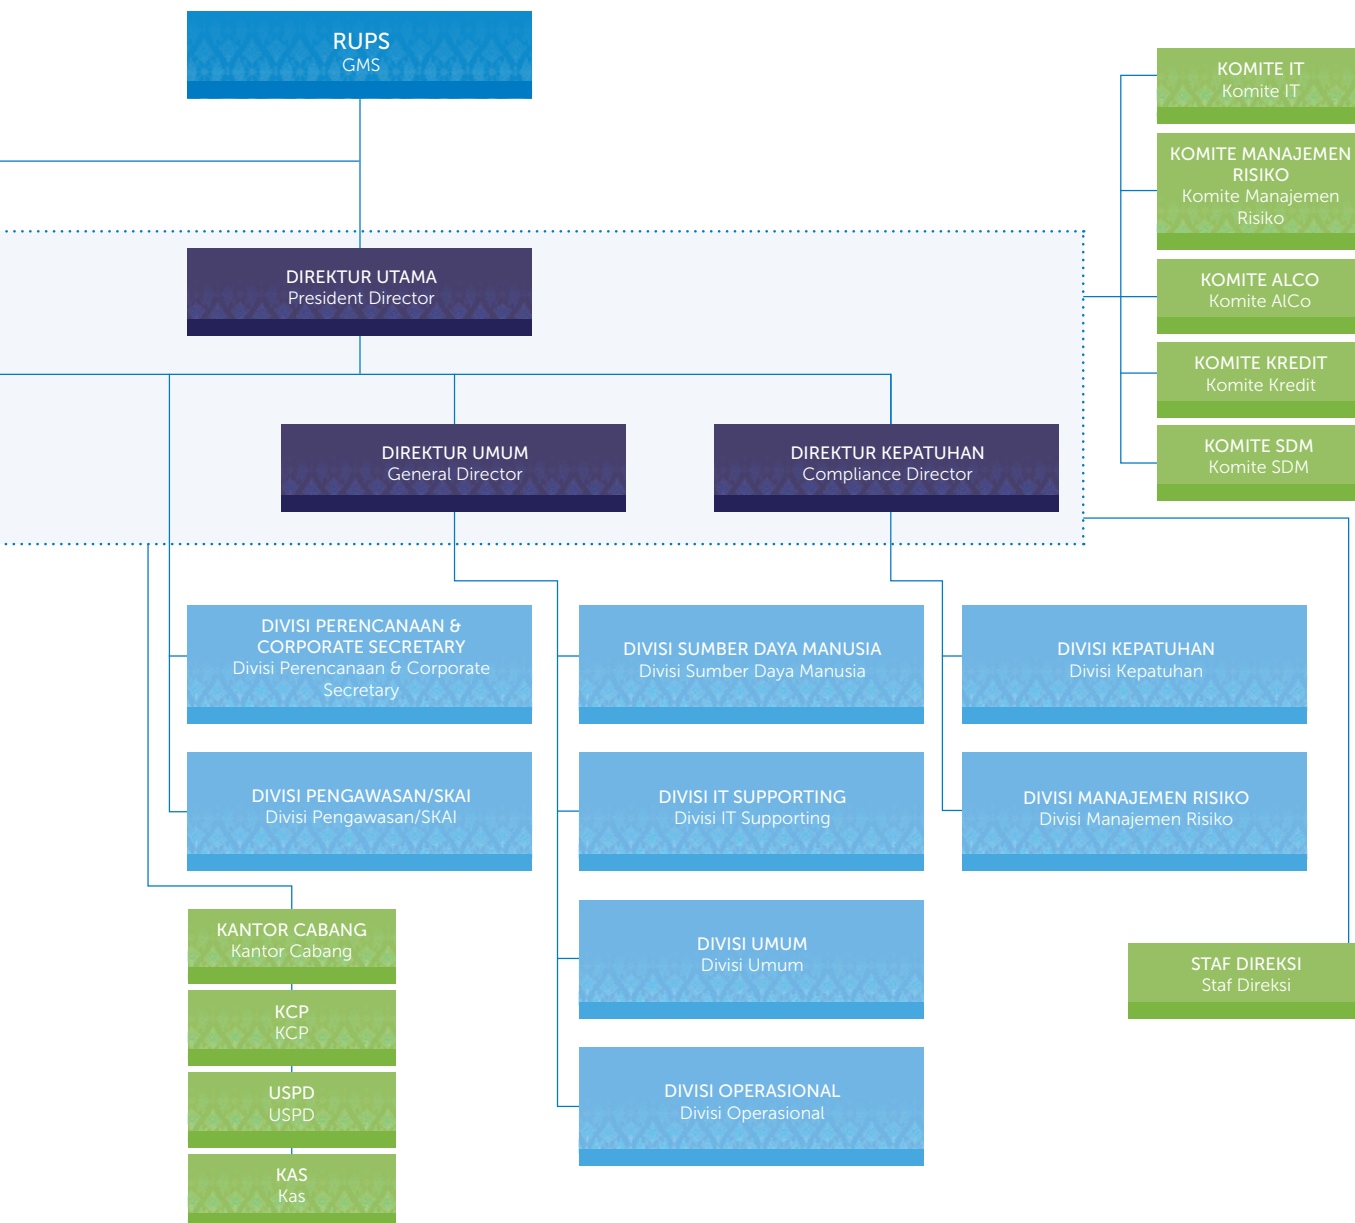 RUPS
GMS
KOMITE IT
Komite IT
KOMITE MANAJEMEN
RISIKO
Komite Manajemen
Risiko
KOMITE ALCO
Komite AlCo
KOMITE KREDIT
Komite Kredit
KOMITE SDM
Komite SDM
DIREKTUR UTAMA
President Director
DIREKTUR UMUM
General Director
DIREKTUR KEPATUHAN
Compliance Director
DIVISI PERENCANAAN &
CORPORATE SECRETARY
Divisi Perencanaan & Corporate
Secretary
DIVISI SUMBER DAYA MANUSIA
Divisi Sumber Daya Manusia
DIVISI KEPATUHAN
Divisi Kepatuhan
DIVISI PENGAWASAN/SKAI
Divisi Pengawasan/SKAI
DIVISI IT SUPPORTING
Divisi IT Supporting
DIVISI MANAJEMEN RISIKO
Divisi Manajemen Risiko
KANTOR CABANG
Kantor Cabang
DIVISI UMUM
Divisi Umum
STAF DIREKSI
Staf Direksi
KCP
KCP
USPD
USPD
DIVISI OPERASIONAL
Divisi Operasional
KAS
Kas